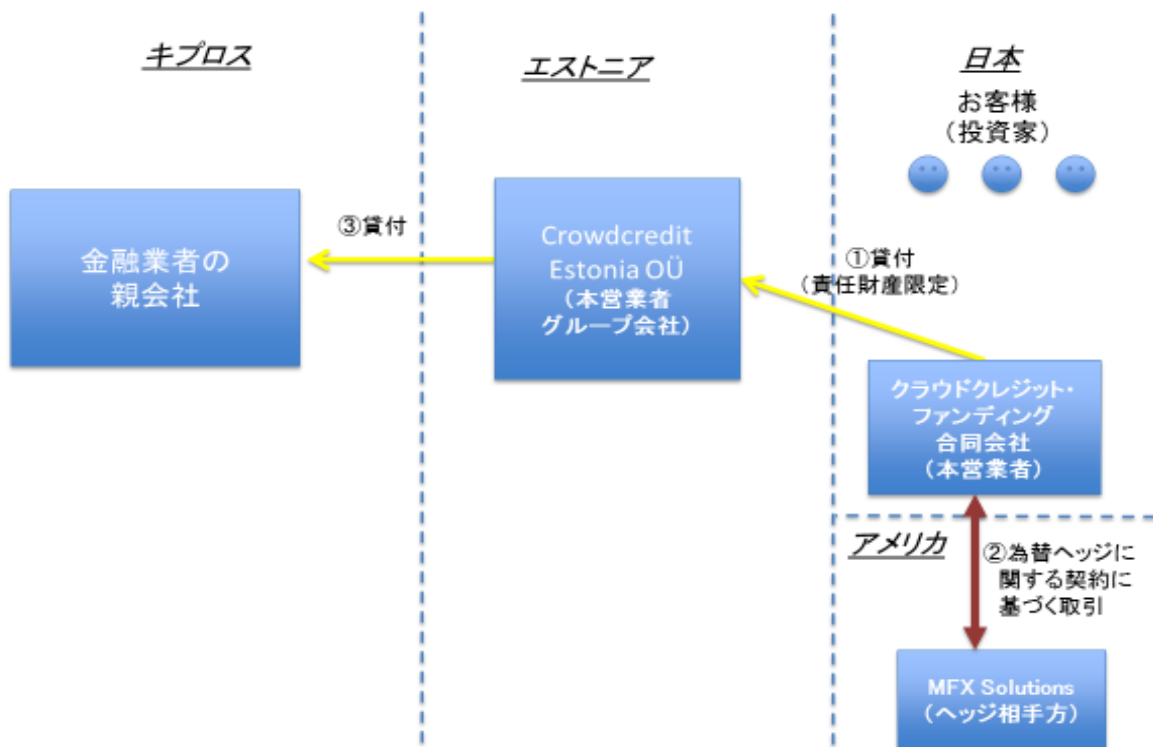 キプロス
エストニア
日本
お客様
（投資家）
③貸付
金融業者の
親会社
Crowdcredit
Estonia OÜ
（本営業者
グループ会社）
①貸付
（責任財産限定）
クラウドクレジット・
ファンディング
合同会社
（本営業者）
アメリカ
②為替ヘッジに
関する契約に
基づく取引
MFX Solutions
（ヘッジ相手方）